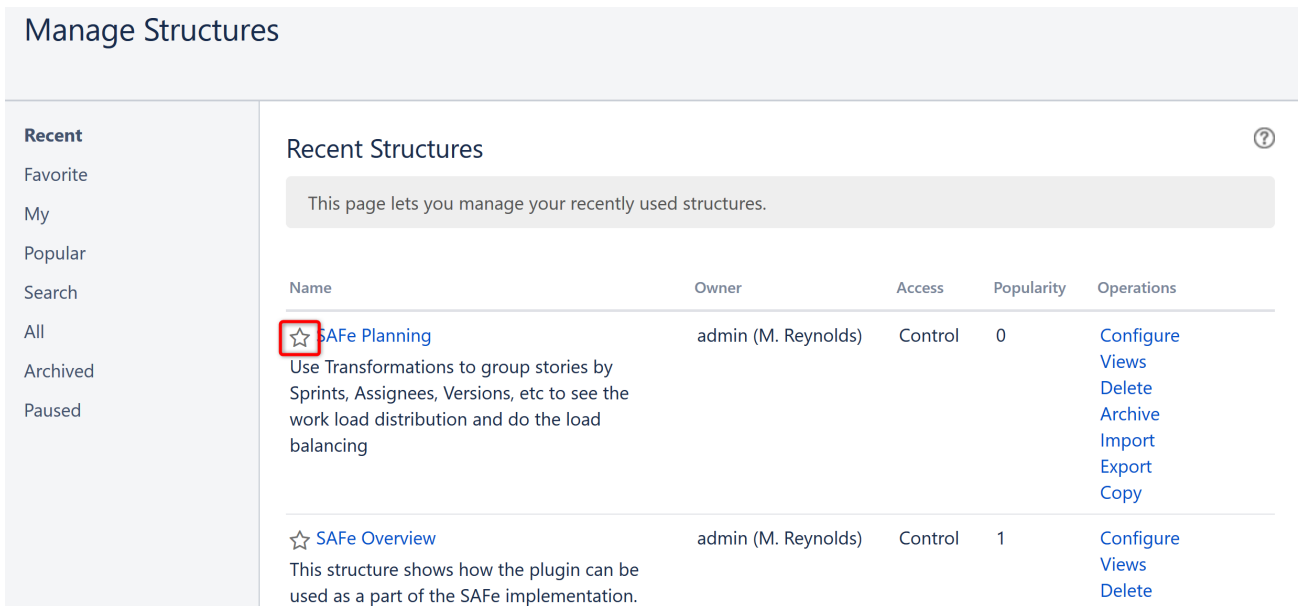 Manage Structures
Recent
Favorite
My
Popular
Search
All
Archived
Paused
Recent Structures
?
This page lets you manage your recently used structures.
Name Owner Access Popularity Operations
SAFe Planning admin (M. Reynolds) Control 0 Configure
Use Transformations to group stories by
Sprints, Assignees, Versions, etc to see the
work load distribution and do the load
balancing
Views
Delete
Archive
Import
Export
Copy
SAFe Overview admin (M. Reynolds) Control 1 Configure
This structure shows how the plugin can be
used as a part of the SAFe implementation.
Views
Delete